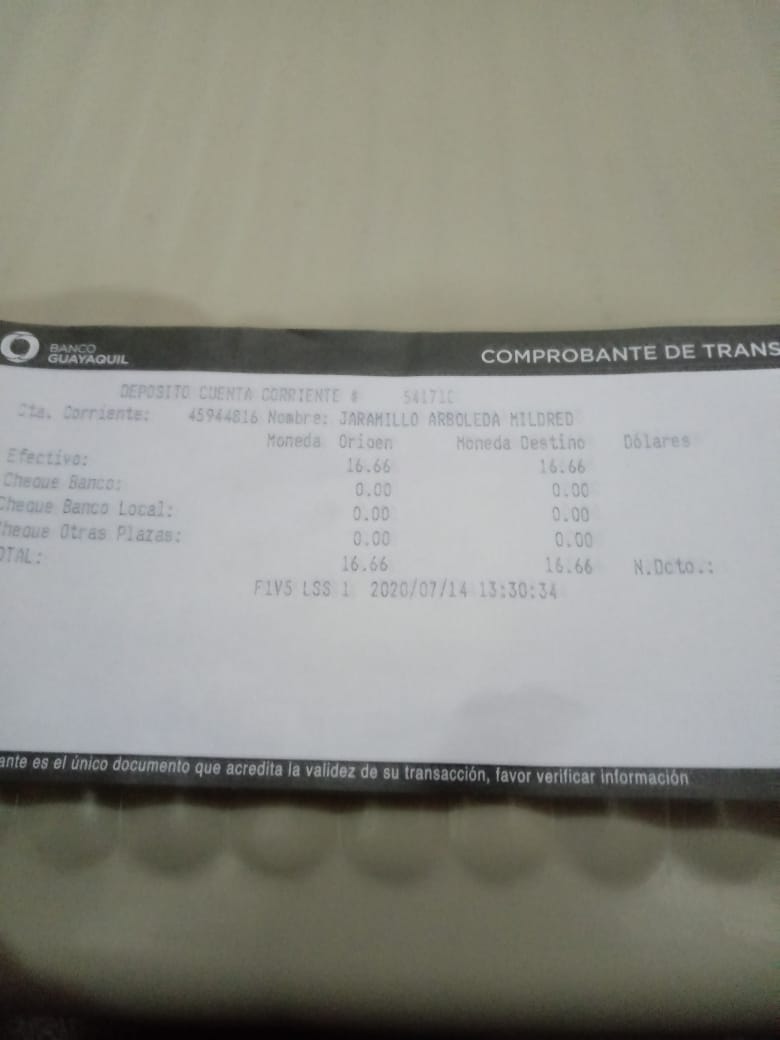 BANCO
GUAYAQUIL
COMPROBANTE DE TRANS
DEPOSITO CUENTA CORRIENTE #
Cta. Corriente: 45944816 Nombre: JARAMILLO ARBOLEDA MILDRED
Moneda Origen Moneda Destino Dólares
Efectivo: 16.66 16.66
Cheque Banco: 0.00 0.00
Cheque Banco Local: 0.00 0.00
heque Otras Plazas: 0.00 0.00
OTAL: 16.66 16.66 N.Dcto.:
F1V5 LSS 1 2020/07/14 13:30:34
ante es el único documento que acredita la validez de su transacción, favor verificar información